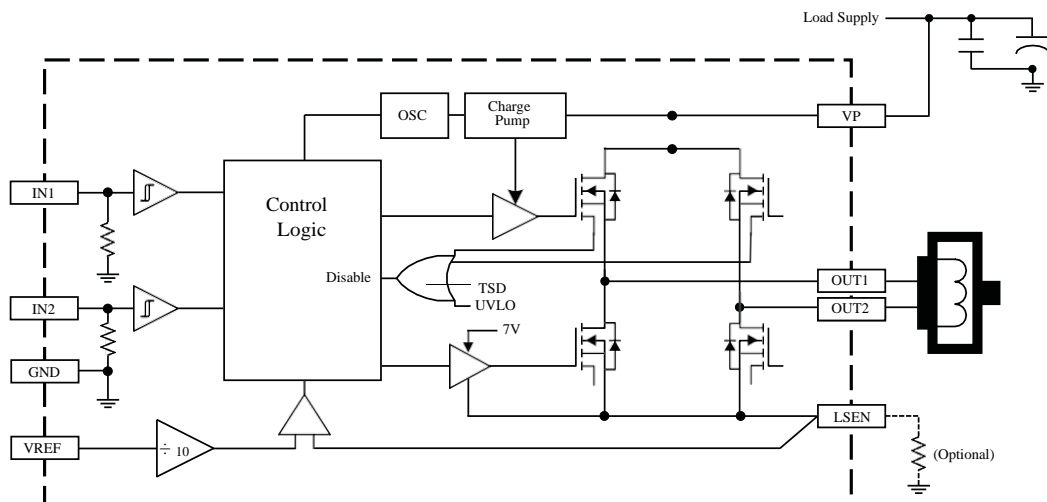 Load Supply
OSC
Charge
Pump
VP
IN1
Control
Logic
Disable
TSD
UVLO
OUT1
IN2
OUT2
7V
GND
LSEN
VREF
÷ 10
(Optional)